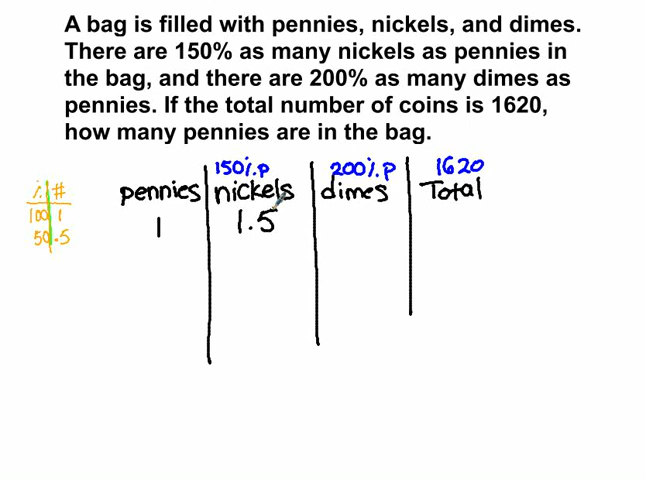 A bag is filled with pennies, nickels, and dimes.
There are 150% as many nickels as pennies in
the bag, and there are 200% as many dimes as
pennies. If the total number of coins is 1620,
how many pennies are in the bag.
150%.P 200%.P 1620
% # pennies nickels dimes Total
100 1 1 1.5
50 .5